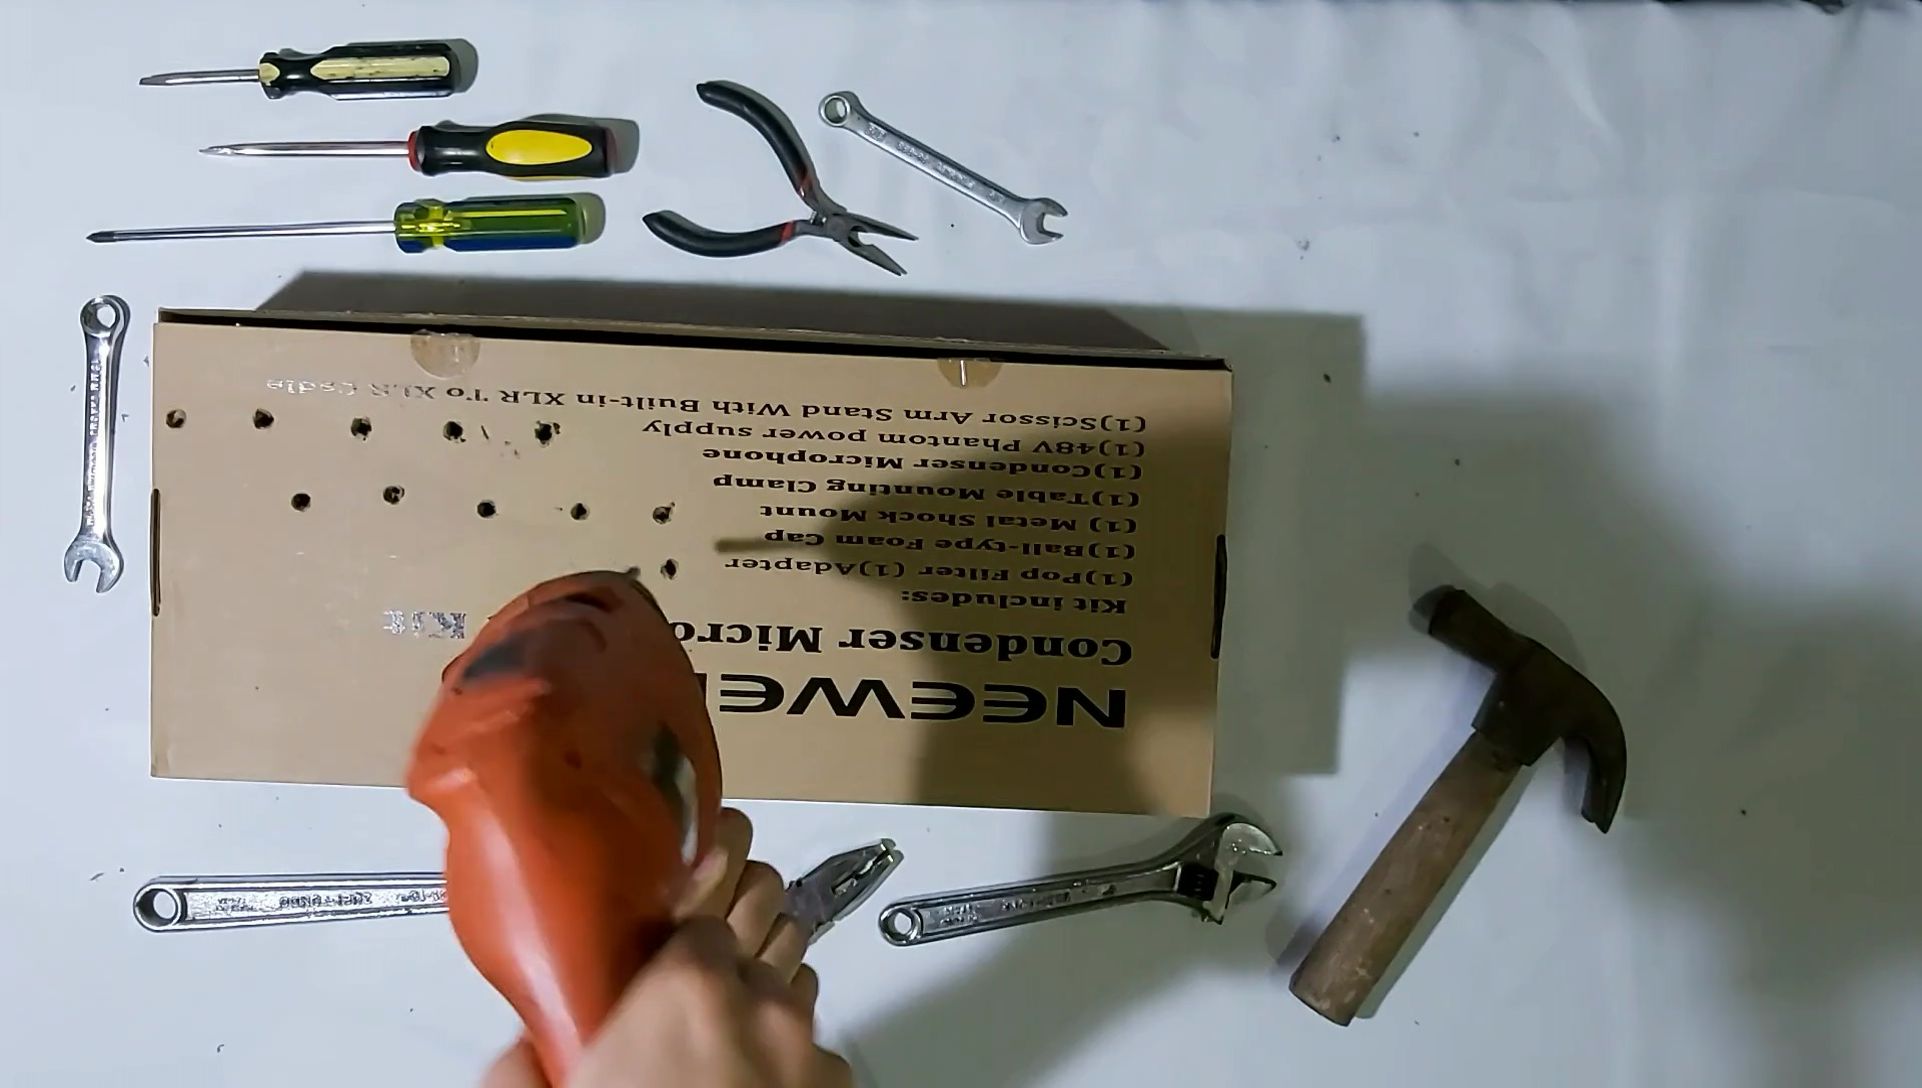 NEEWE
Condenser Micro Kit
Kit includes:
(1)Pop Filter (1)Adapter
(1)Ball-type Foam Cap
(1) Metal Shock Mount
(1)Table Mounting Clamp
(1)Condenser Microphone
(1)48V Phantom power supply
(1)Scissor Arm Stand With Built-in XLR To XLR Cable